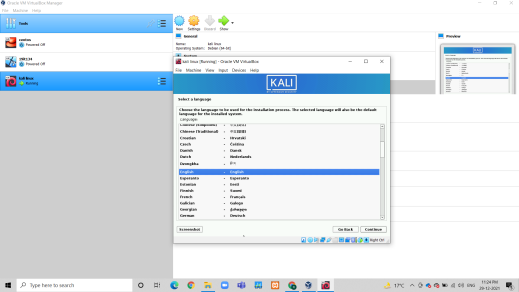 Oracle VM VirtualBox Manager
File Machine Help
Tools
centos
Powered Off
Powered Off
kali linux
Running
New Settings Discard Show
General
Name: kali linux
Operating System: Debian (64-bit)
Preview
kali linux [Running] - Oracle VM VirtualBox
File Machine View Input Devices Help
KALI
Select a language
Choose the language to be used for the installation process. The selected language will also be the default
language for the installed system.
Language:
Chinese (Simplified) - 中文(简体)
Chinese (Traditional) - 中文(繁體)
Croatian - Hrvatski
Czech - Čeština
Danish - Dansk
Dutch - Nederlands
Dzongkha -
English - English
Esperanto - Esperanto
Estonian - Eesti
Finnish - Suomi
French - Français
Galician - Galego
Georgian - ქართული
German - Deutsch
Screenshot Go Back Continue
Right Ctrl
Type here to search
17°C
ENG
11:24 PM
29-12-2021